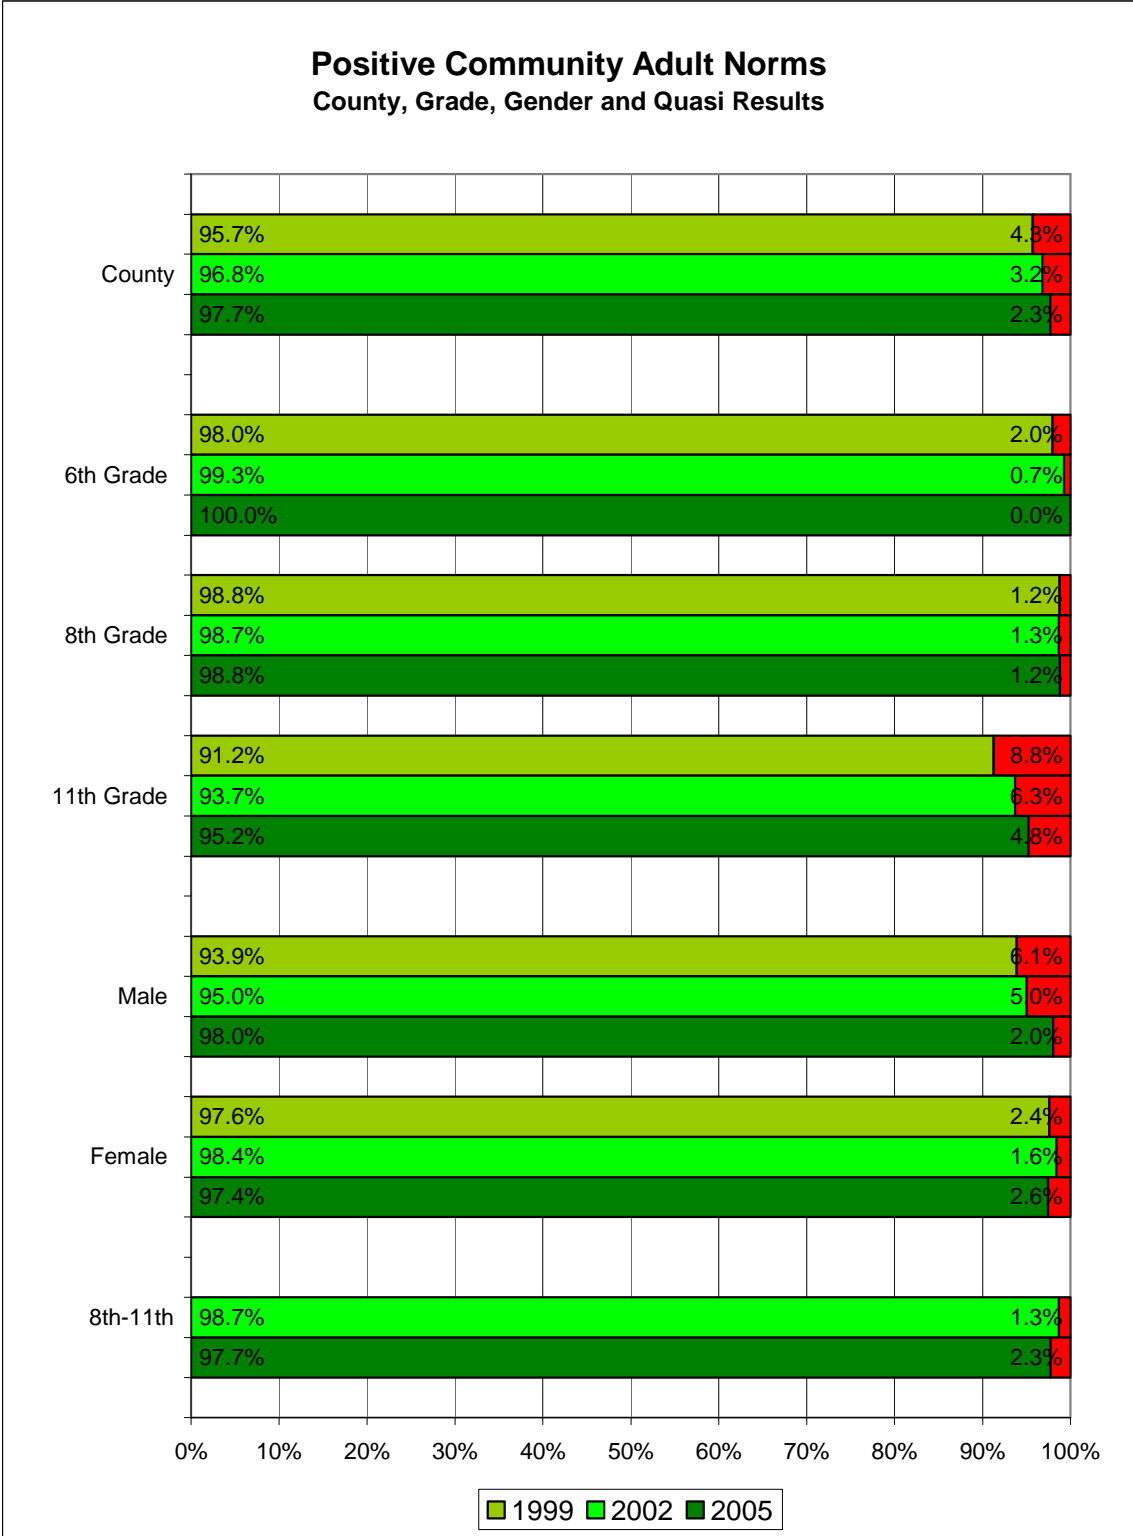 Positive Community Adult Norms
County, Grade, Gender and Quasi Results
95.7% 4.3%
County 96.8% 3.2%
97.7% 2.3%
98.0% 2.0%
6th Grade 99.3% 0.7%
100.0% 0.0%
98.8% 1.2%
8th Grade 98.7% 1.3%
98.8% 1.2%
91.2% 8.8%
11th Grade 93.7% 6.3%
95.2% 4.8%
93.9% 6.1%
Male 95.0% 5.0%
98.0% 2.0%
97.6% 2.4%
Female 98.4% 1.6%
97.4% 2.6%
8th-11th 98.7% 1.3%
97.7% 2.3%
0% 10% 20% 30% 40% 50% 60% 70% 80% 90% 100%
1999 2002 2005